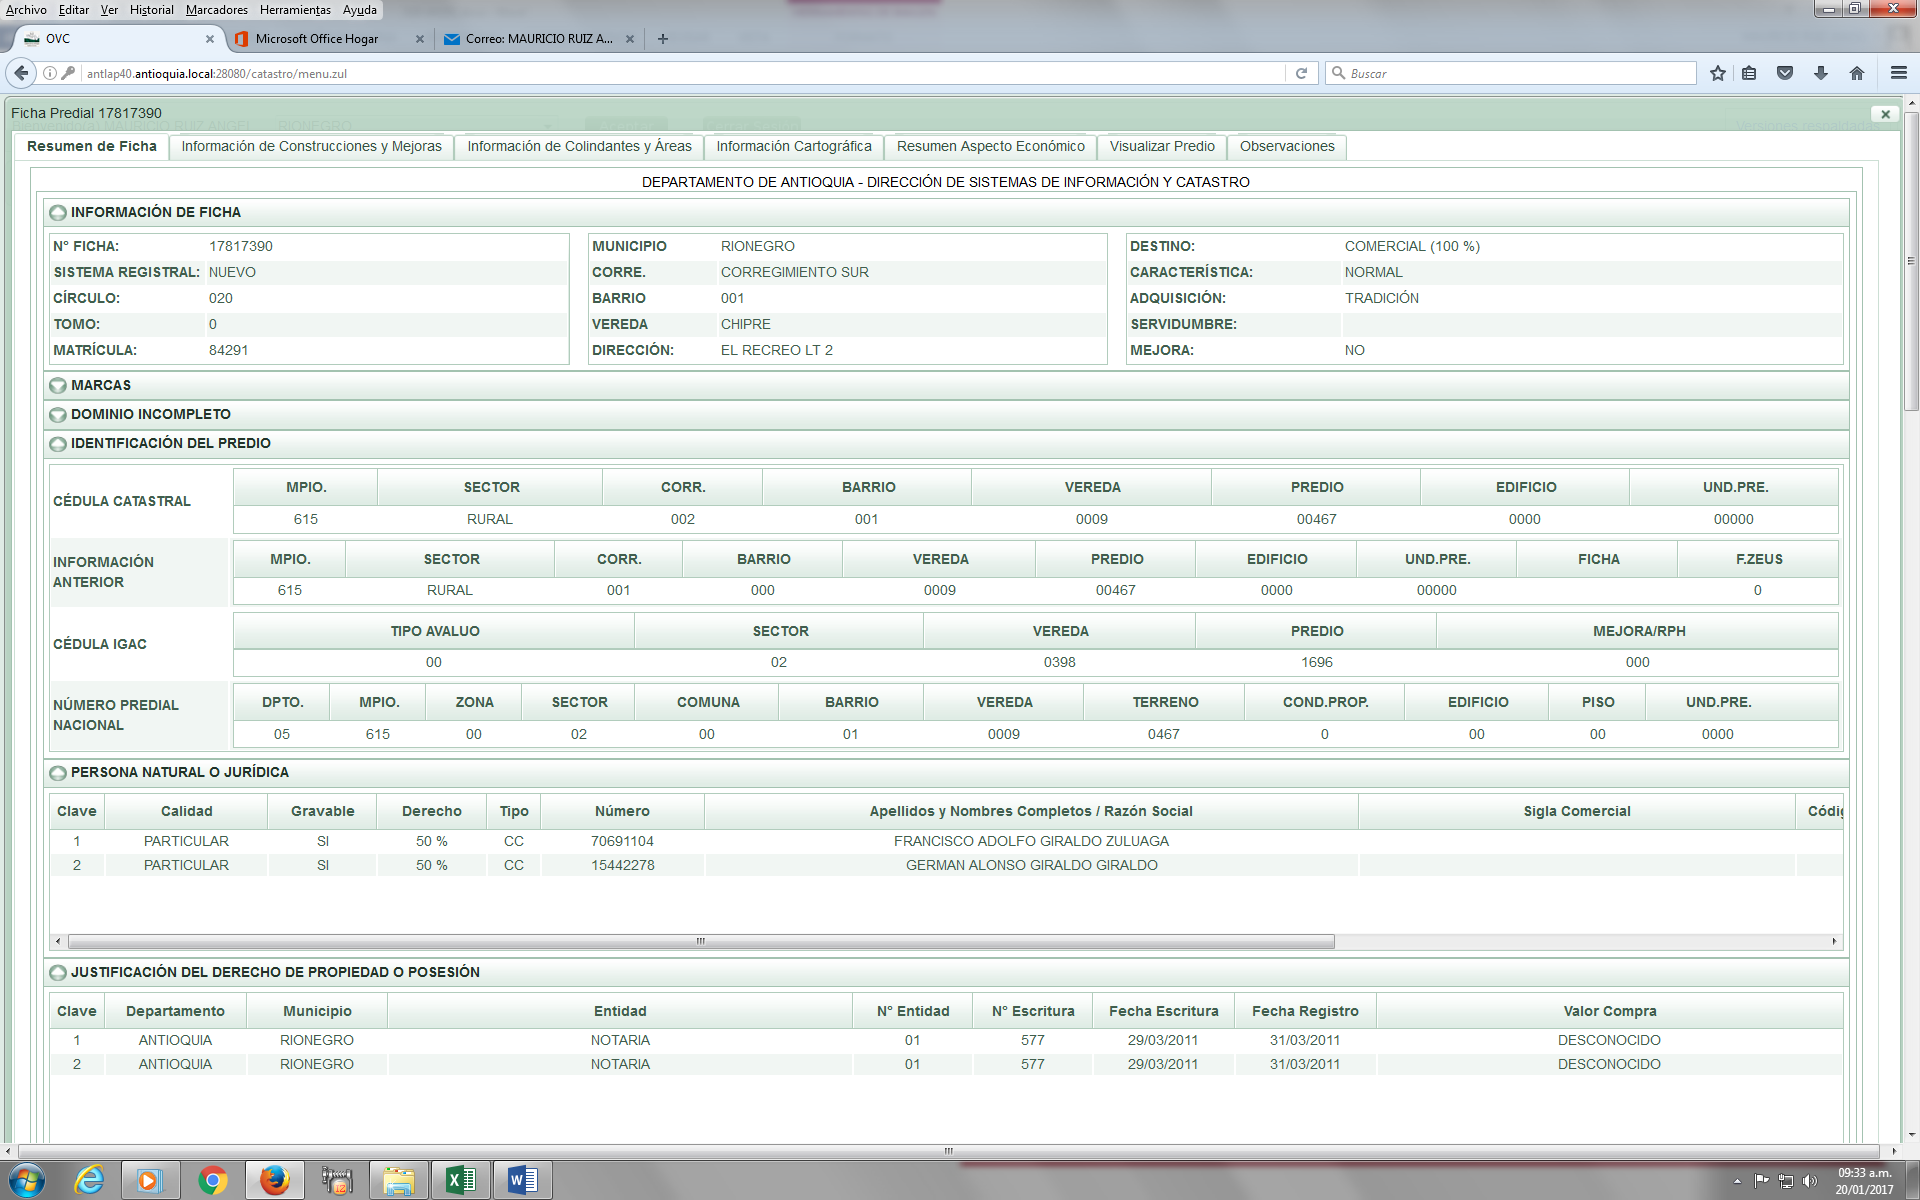 Archivo Editar Ver Historial Marcadores Herramientas Ayuda
OVC Microsoft Office Hogar Correo: MAURICIO RUIZ A...
antlap40.antioquia.local:28080/catastro/menu.zul Buscar
Ficha Predial 17817390
Resumen de Ficha Información de Construcciones y Mejoras Información de Colindantes y Áreas Información Cartográfica Resumen Aspecto Económico Visualizar Predio Observaciones
DEPARTAMENTO DE ANTIOQUIA - DIRECCIÓN DE SISTEMAS DE INFORMACIÓN Y CATASTRO
INFORMACIÓN DE FICHA
N° FICHA: 17817390 MUNICIPIO RIONEGRO DESTINO: COMERCIAL (100 %)
SISTEMA REGISTRAL: NUEVO CORRE. CORREGIMIENTO SUR CARACTERÍSTICA: NORMAL
CÍRCULO: 020 BARRIO 001 ADQUISICIÓN: TRADICIÓN
TOMO: 0 VEREDA CHIPRE SERVIDUMBRE:
MATRÍCULA: 84291 DIRECCIÓN: EL RECREO LT 2 MEJORA: NO
MARCAS
DOMINIO INCOMPLETO
IDENTIFICACIÓN DEL PREDIO
CÉDULA CATASTRAL
MPIO. SECTOR CORR. BARRIO VEREDA PREDIO EDIFICIO UND.PRE.
615 RURAL 002 001 0009 00467 0000 00000
INFORMACIÓN
ANTERIOR
MPIO. SECTOR CORR. BARRIO VEREDA PREDIO EDIFICIO UND.PRE. FICHA F.ZEUS
615 RURAL 001 000 0009 00467 0000 00000 0
CÉDULA IGAC
TIPO AVALUO SECTOR VEREDA PREDIO MEJORA/RPH
00 02 0398 1696 000
NÚMERO PREDIAL
NACIONAL
DPTO. MPIO. ZONA SECTOR COMUNA BARRIO VEREDA TERRENO COND.PROP. EDIFICIO PISO UND.PRE.
05 615 00 02 00 01 0009 0467 0 00 00 0000
PERSONA NATURAL O JURÍDICA
Clave Calidad Gravable Derecho Tipo Número Apellidos y Nombres Completos / Razón Social Sigla Comercial
1 PARTICULAR SI 50 % CC 70691104 FRANCISCO ADOLFO GIRALDO ZULUAGA
2 PARTICULAR SI 50 % CC 15442278 GERMAN ALONSO GIRALDO GIRALDO
JUSTIFICACIÓN DEL DERECHO DE PROPIEDAD O POSESIÓN
Clave Departamento Municipio Entidad N° Entidad N° Escritura Fecha Escritura Fecha Registro Valor Compra
1 ANTIOQUIA RIONEGRO NOTARIA 01 577 29/03/2011 31/03/2011 DESCONOCIDO
2 ANTIOQUIA RIONEGRO NOTARIA 01 577 29/03/2011 31/03/2011 DESCONOCIDO
09:33 a.m.
20/01/2017